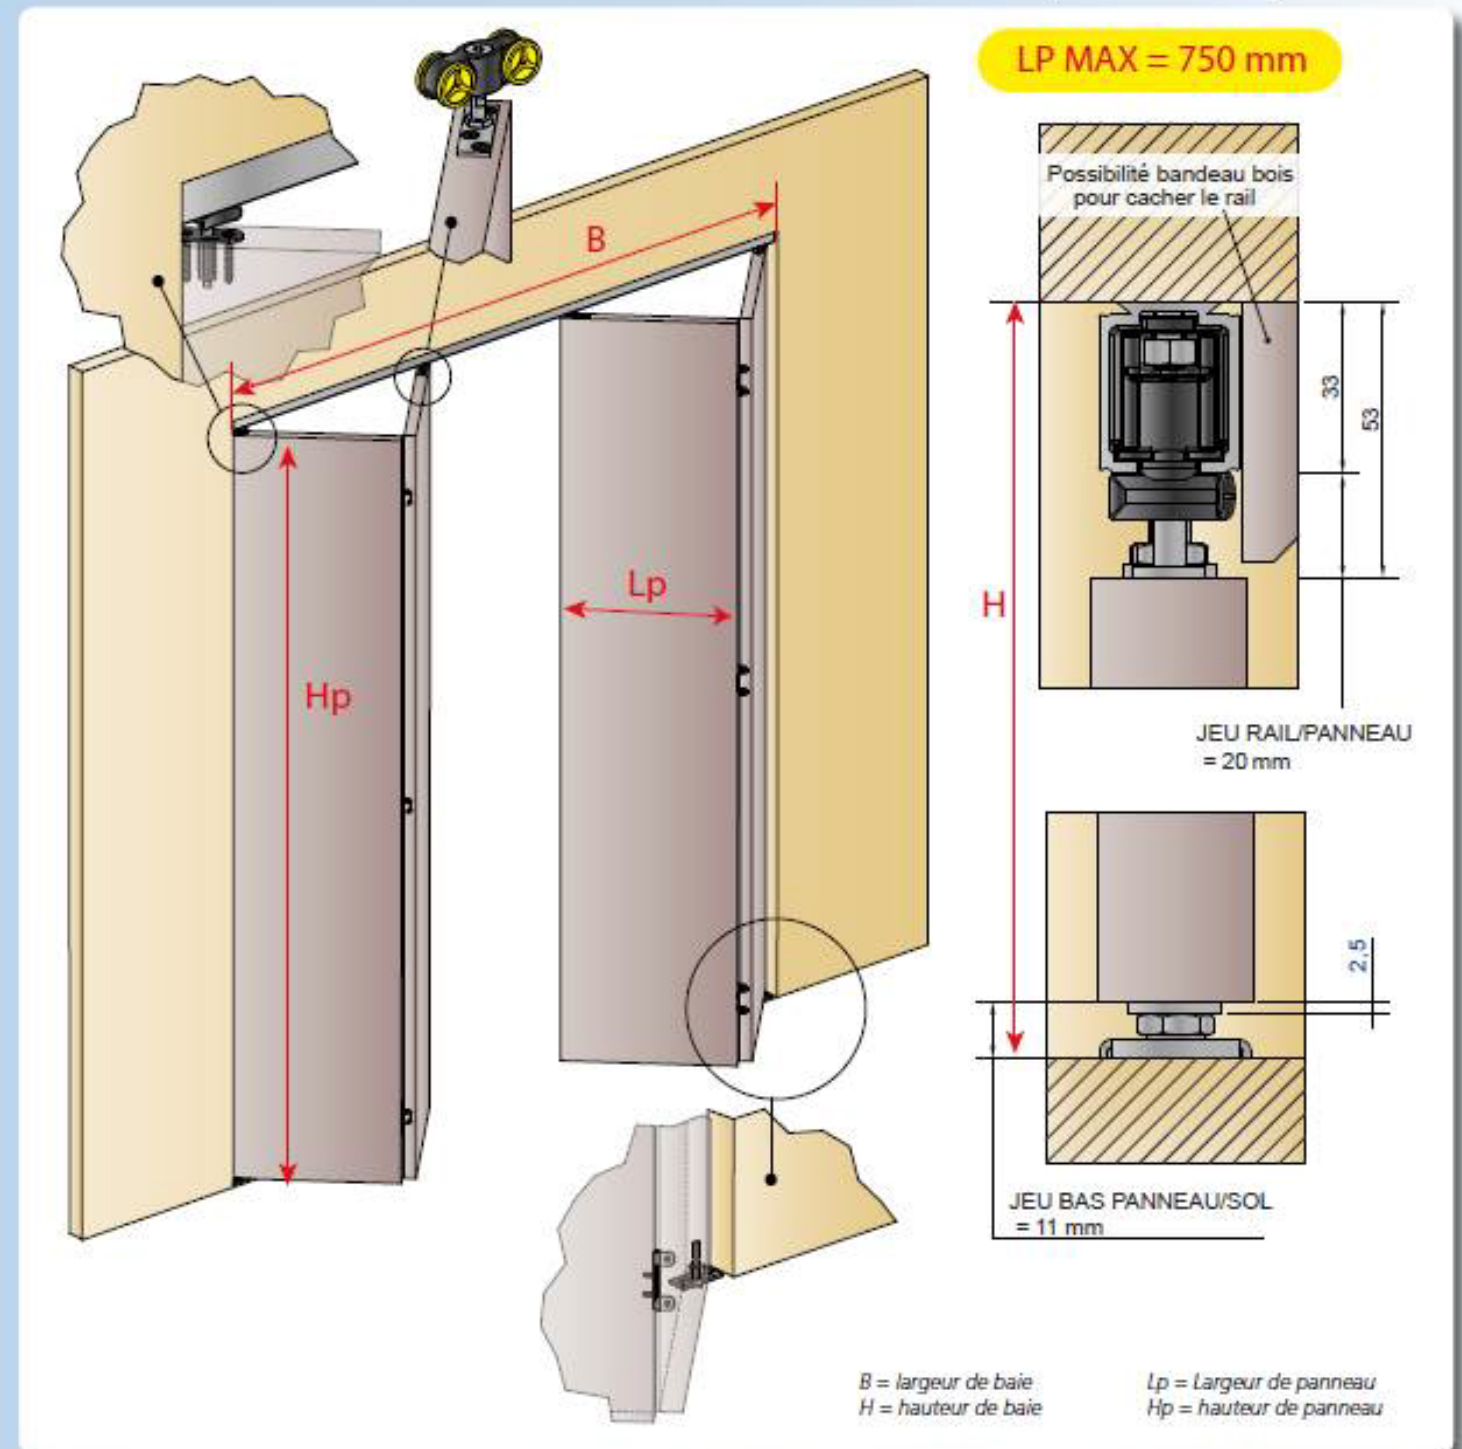 LP MAX = 750 mm
Possibilité bandeau bois
pour cacher le rail
B
33
53
Lp
H
Hp
JEU RAIL/PANNEAU
= 20 mm
2,5
JEU BAS PANNEAU/SOL
= 11 mm
B = largeur de baie
H = hauteur de baie
Lp = Largeur de panneau
Hp = hauteur de panneau